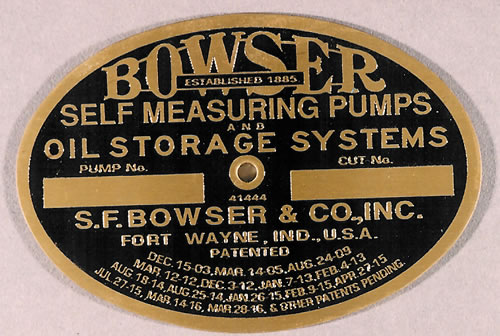 BOWSER
ESTABLISHED 1885
SELF MEASURING PUMPS
AND
OIL STORAGE SYSTEMS
PUMP No. CUT-No.
41444
S.F. BOWSER & CO., INC.
FORT WAYNE, IND., U.S.A.
PATENTED
DEC. 15-03, MAR. 14-05, AUG. 24-09
MAR. 12-12, DEC. 3-12, JAN. 7-13, FEB. 4-13
AUG. 18-14, AUG. 25-14, JAN. 26-15, FEB. 9-15, APR. 27-15
JUL. 27-15, MAR. 14-16, MAR. 28-16, & OTHER PATENTS PENDING.